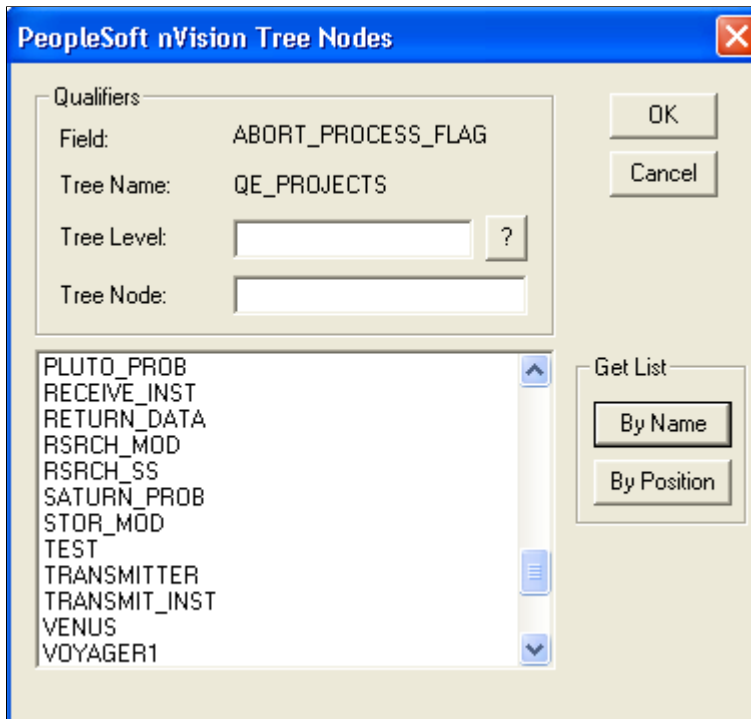 PeopleSoft nVision Tree Nodes
Qualifiers
Field: ABORT_PROCESS_FLAG
Tree Name: QE_PROJECTS
Tree Level: ?
Tree Node:
OK
Cancel
PLUTO_PROB
RECEIVE_INST
RETURN_DATA
RSRCH_MOD
RSRCH_SS
SATURN_PROB
STOR_MOD
TEST
TRANSMITTER
TRANSMIT_INST
VENUS
VOYAGER1
Get List
By Name
By Position